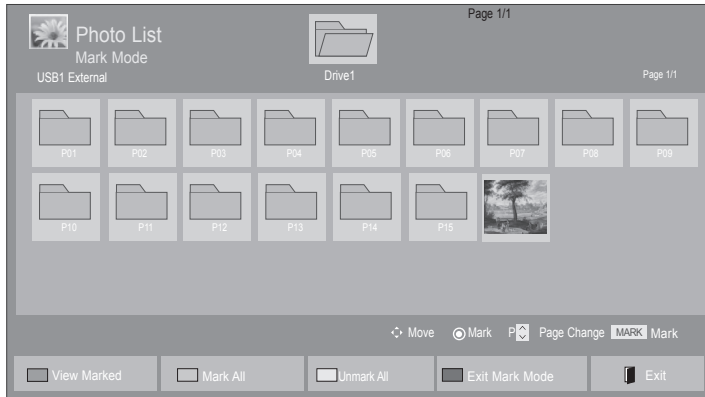 Page 1/1
Photo List
Mark Mode
USB1 External
Drive1
Page 1/1
P01 P02 P03 P04 P05 P06 P07 P08 P09
P10 P11 P12 P13 P14 P15
Move Mark P Page Change MARK Mark
View Marked Mark All Unmark All Exit Mark Mode Exit